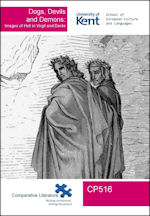 Dogs, Devils
and Demons:
Images of Hell in Virgil and Dante
University of
Kent
School of
European Culture
and Languages
Comparative Literature
CP516